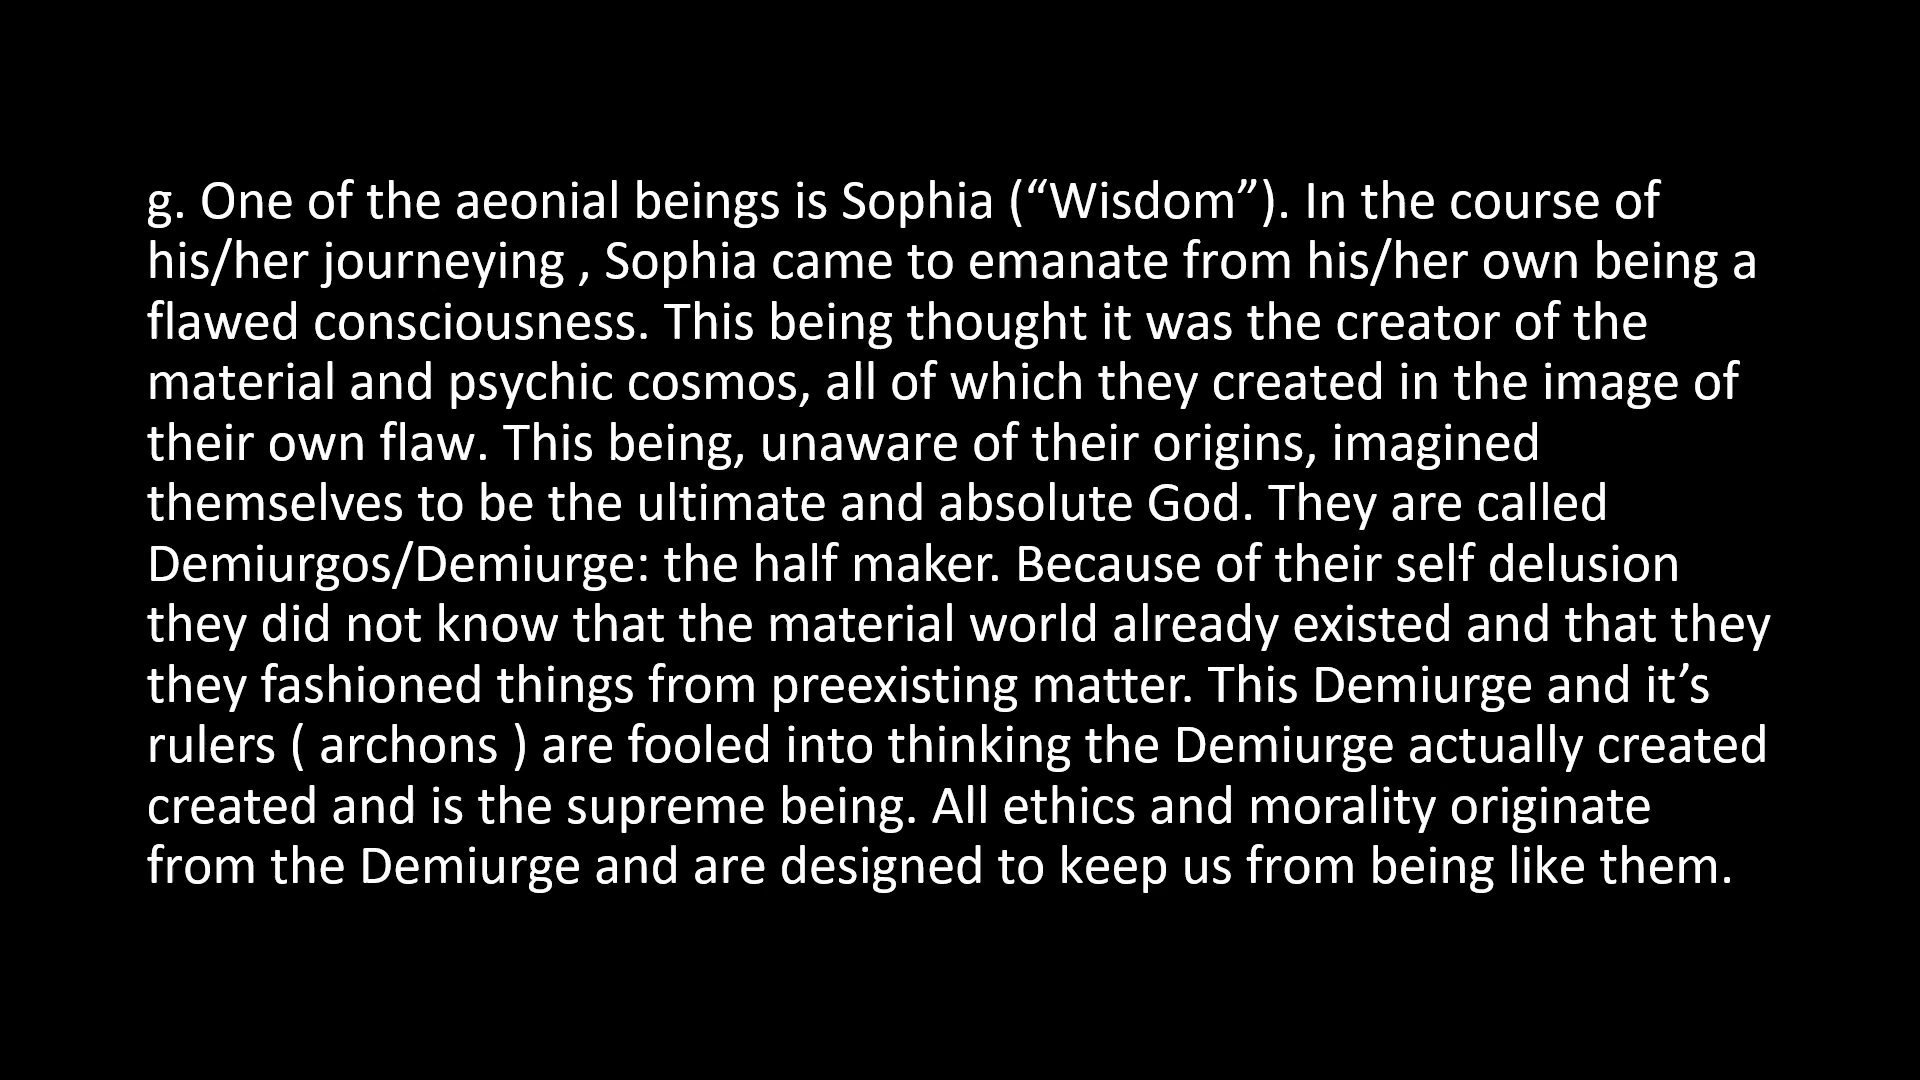 g. One of the aeonial beings is Sophia (“Wisdom”). In the course of
his/her journeying , Sophia came to emanate from his/her own being a
flawed consciousness. This being thought it was the creator of the
material and psychic cosmos, all of which they created in the image of
their own flaw. This being, unaware of their origins, imagined
themselves to be the ultimate and absolute God. They are called
Demiurgos/Demiurge: the half maker. Because of their self delusion
they did not know that the material world already existed and that they
they fashioned things from preexisting matter. This Demiurge and it’s
rulers ( archons ) are fooled into thinking the Demiurge actually created
created and is the supreme being. All ethics and morality originate
from the Demiurge and are designed to keep us from being like them.